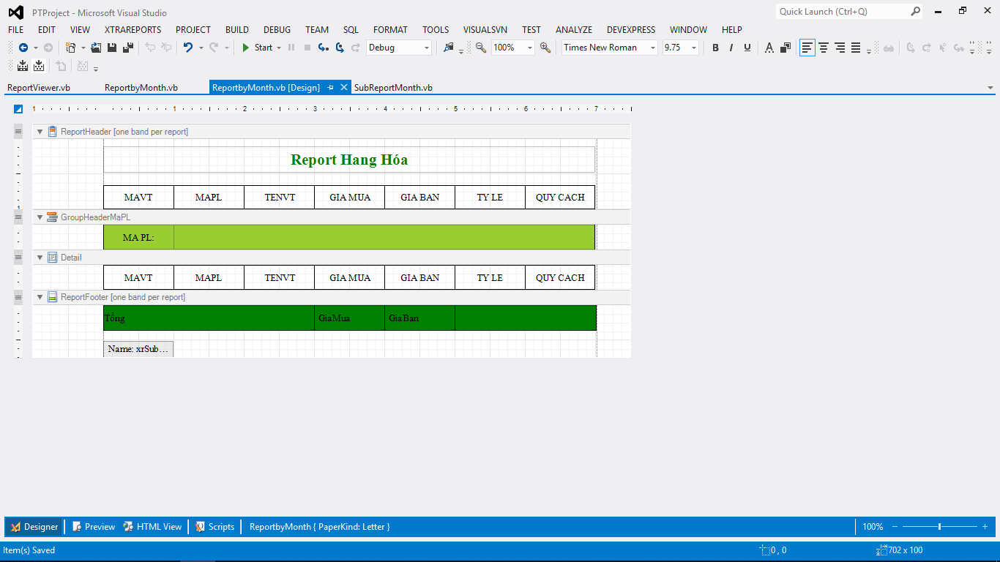 PTProject - Microsoft Visual Studio
Quick Launch (Ctrl+Q)
FILE EDIT VIEW XTRAREPORTS PROJECT BUILD DEBUG TEAM SQL FORMAT TOOLS VISUALSVN TEST ANALYZE DEVEXPRESS WINDOW HELP
Start Debug 100% Times New Roman 9.75 B I U A
ReportViewer.vb ReportbyMonth.vb ReportbyMonth.vb [Design] SubReportMonth.vb
1 1 2 3 4 5 6 7
ReportHeader [one band per report]
Report Hang Hóa
MAVT MAPL TENVT GIA MUA GIA BAN TY LE QUY CACH
1
GroupHeaderMaPL
MA PL:
Detail
MAVT MAPL TENVT GIA MUA GIA BAN TY LE QUY CACH
ReportFooter [one band per report]
Tổng GiaMua GiaBan
Name: xrSub...
Designer Preview HTML View Scripts ReportbyMonth { PaperKind: Letter } 100%
Item(s) Saved 0 , 0 702 x 100